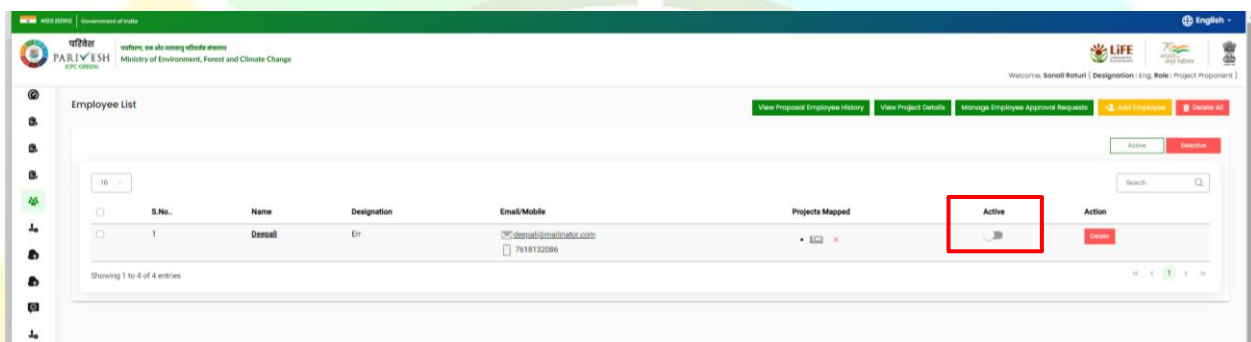 भारत सरकार Government of India
English
परिवेश
PARIVESH
CPC GREEN
पर्यावरण, वन और जलवायु परिवर्तन मंत्रालय
Ministry of Environment, Forest and Climate Change
LiFE
Welcome, Sonali Raturi ( Designation : Eng, Role : Project Proponent )
Employee List
View Proposal Employee History
View Project Details
Manage Employee Approval Requests
Add Employee
Delete All
Active
Deactive
10
Search
S.No.. Name Designation Email/Mobile Projects Mapped Active Action
1 Deepali Err deepali@mailinator.com Delete
7618132086
Showing 1 to 4 of 4 entries
« < 1 > »